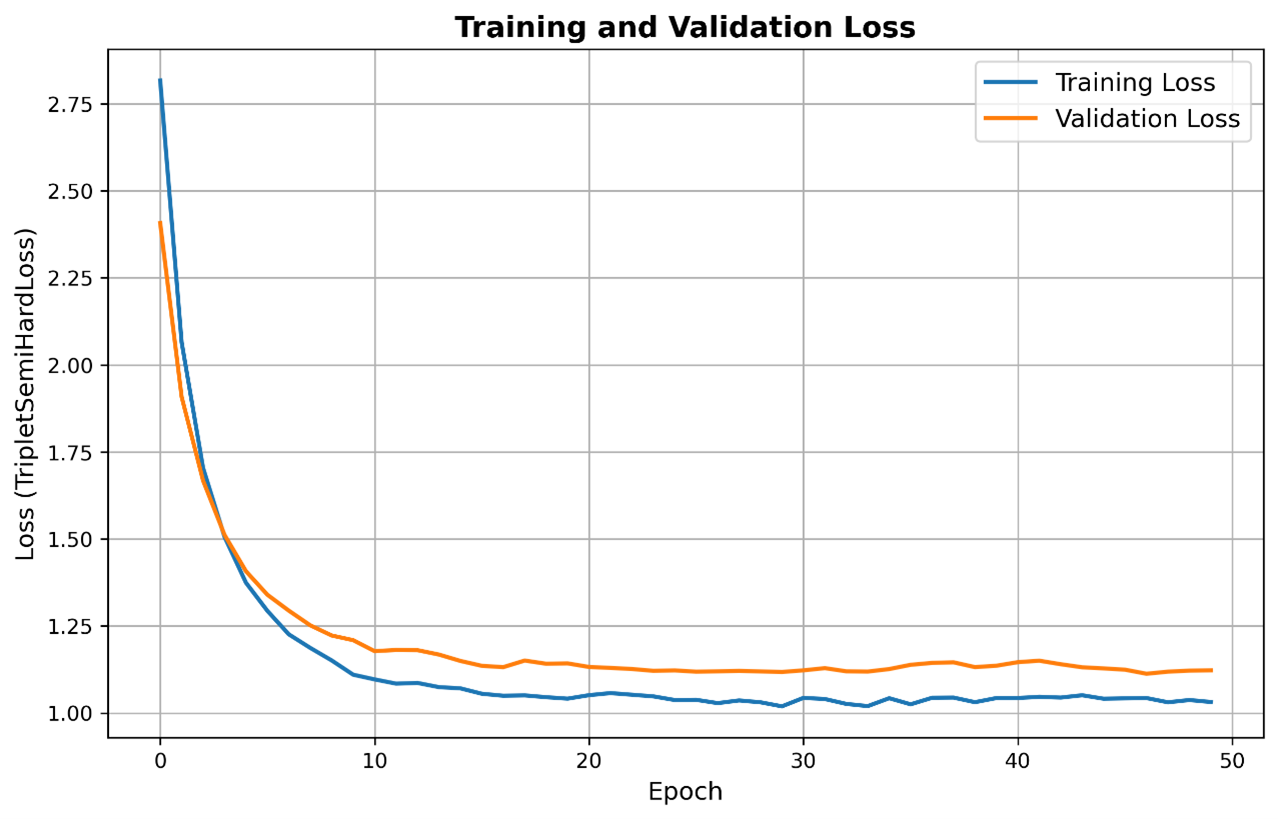 Training and Validation Loss
Training Loss
Validation Loss
Loss (TripletSemiHardLoss)
2.75
2.50
2.25
2.00
1.75
1.50
1.25
1.00
0 10 20 30 40 50
Epoch